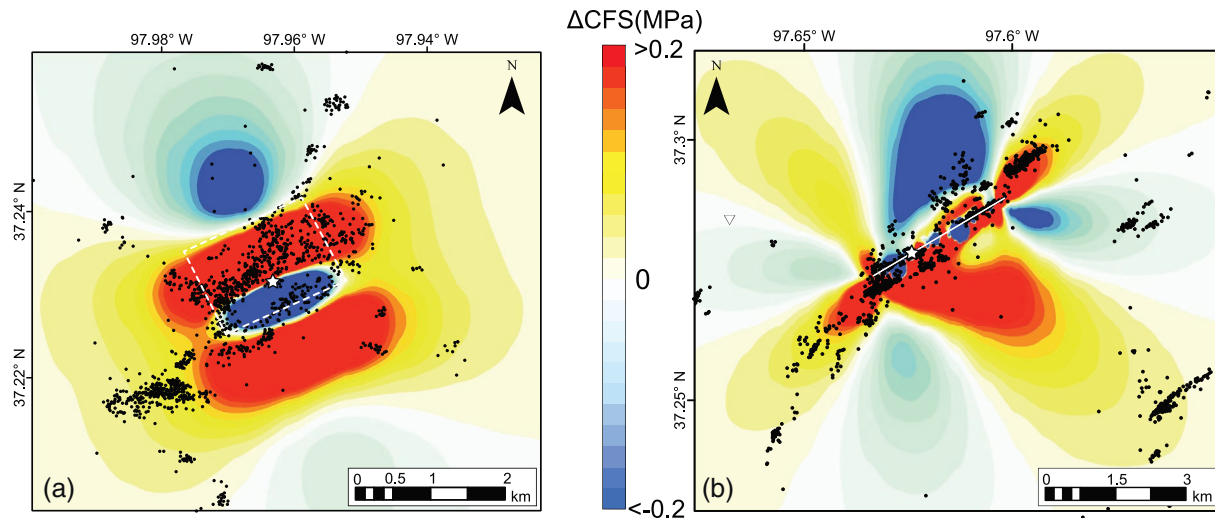 ΔCFS(MPa)
97.98° W 97.96° W 97.94° W
>0.2
97.65° W 97.6° W
N
N
37.24° N
37.22° N
0
37.3° N
37.25° N
0 0.5 1 2
km
(a)
<-0.2
0 1.5 3
km
(b)